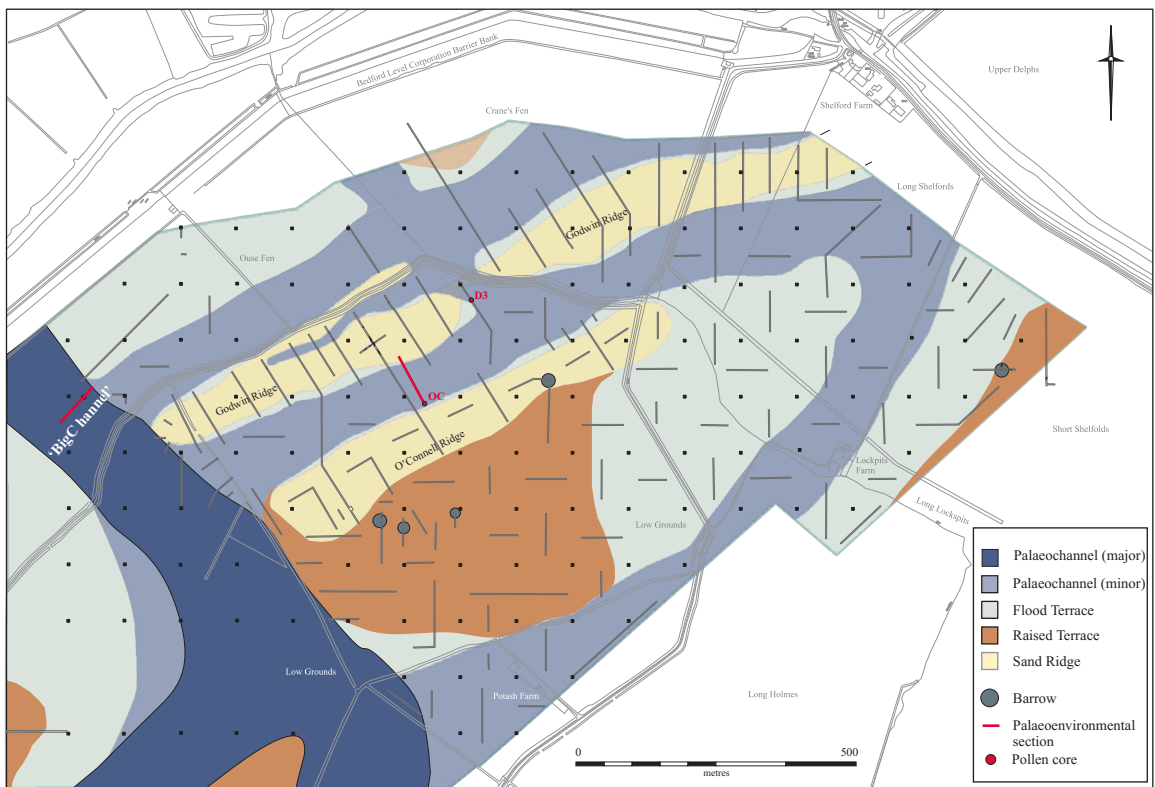 Bedford Level Corporation Barrier Bank
Upper Delphs
Crane's Fen
Shelford Farm
Long Shelfords
Godwin Ridge
Ouse Fen
D3
'BigC hannel'
Godwin Ridge
OC
O'Connell Ridge
Short Shelfolds
Lockpits
Farm
Long Lockspits
Low Grounds
Low Grounds
Potash Farm
Long Holmes
0
500
metres
Palaeochannel (major)
Palaeochannel (minor)
Flood Terrace
Raised Terrace
Sand Ridge
Barrow
Palaeoenvironmental
section
Pollen core